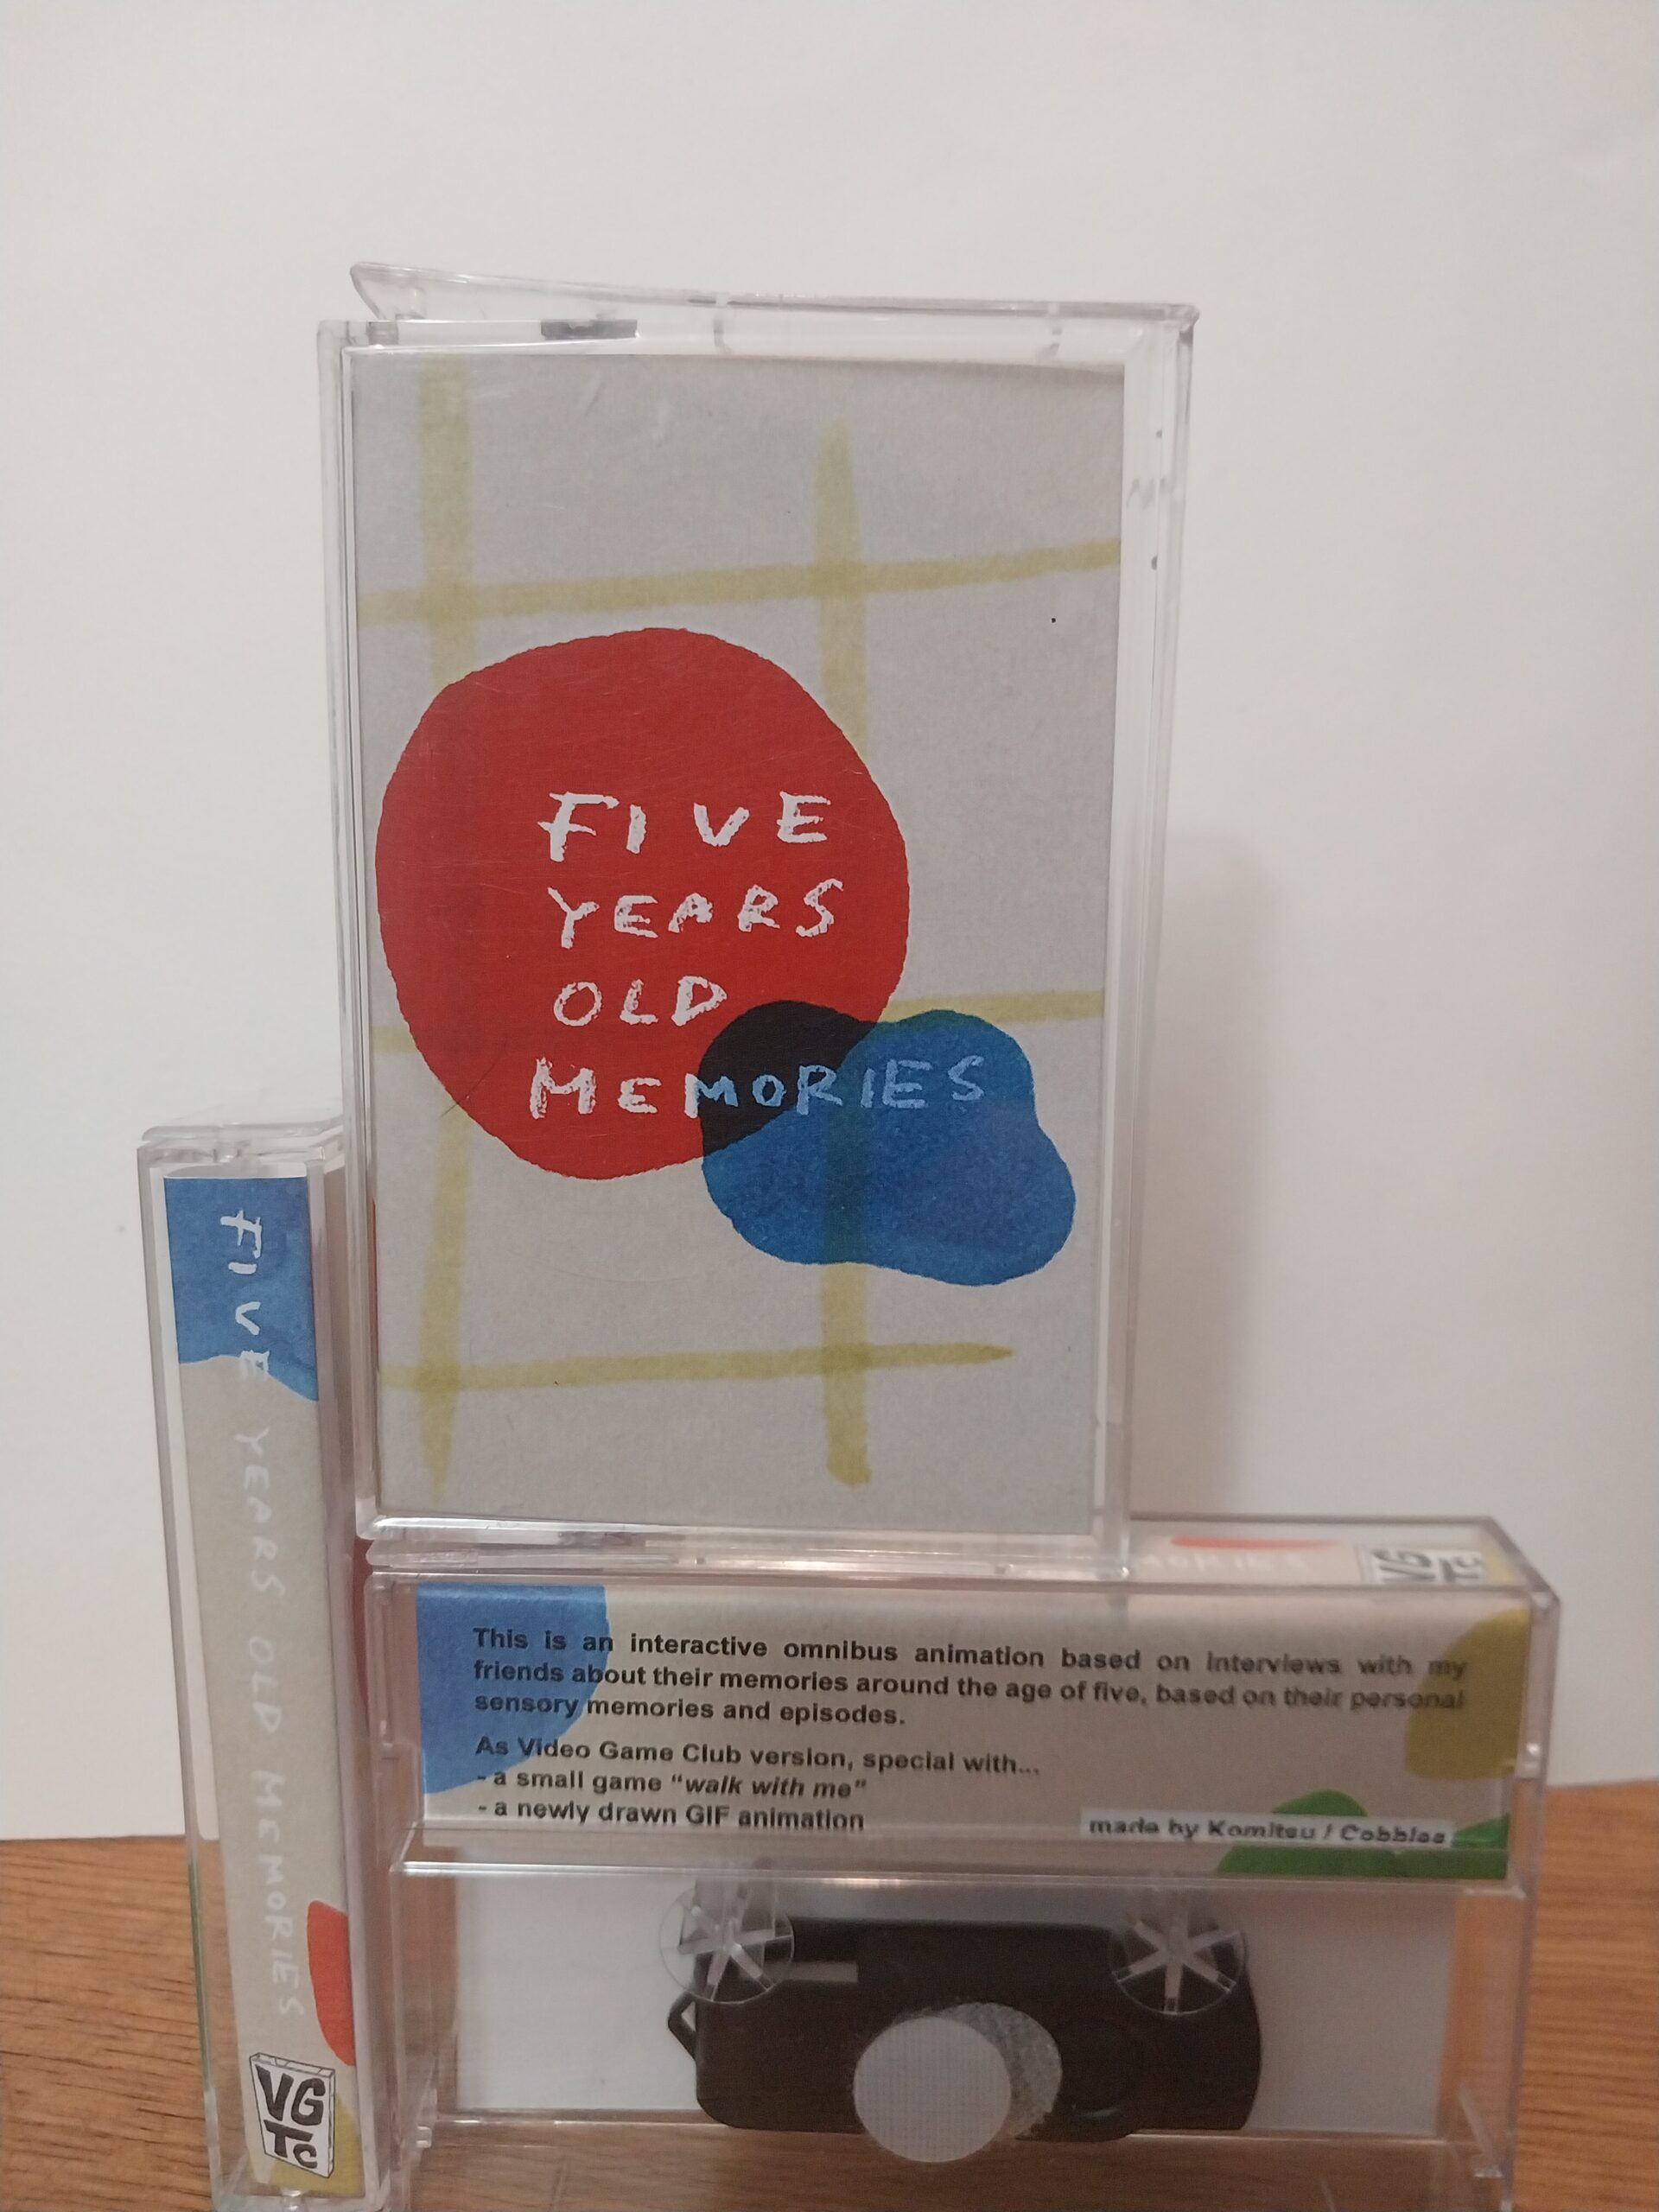 FIVE
YEARS
OLD
MEMORIES
FIVE YEARS OLD MEMORIES
VG
Tc
MORIES
VG
Tc
This is an interactive omnibus animation based on interviews with my
friends about their memories around the age of five, based on their personal
sensory memories and episodes.
As Video Game Club version, special with...
- a small game “walk with me”
- a newly drawn GIF animation
made by Komitsu / Cobbles